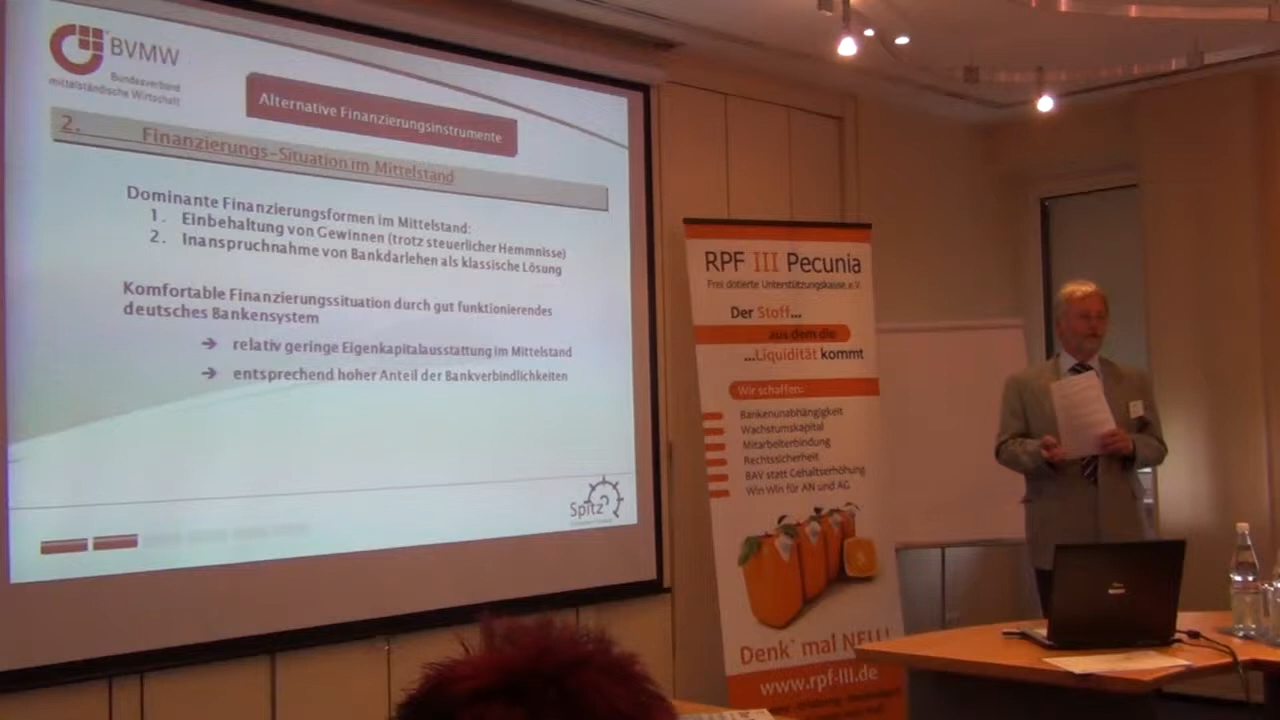 BVMW
Bundesverband
mittelständische Wirtschaft
Alternative Finanzierungsinstrumente
2. Finanzierungs-Situation im Mittelstand
Dominante Finanzierungsformen im Mittelstand:
1. Einbehaltung von Gewinnen (trotz steuerlicher Hemmnisse)
2. Inanspruchnahme von Bankdarlehen als klassische Lösung
Komfortable Finanzierungssituation durch gut funktionierendes
deutsches Bankensystem
➔ relativ geringe Eigenkapitalausstattung im Mittelstand
➔ entsprechend hoher Anteil der Bankverbindlichkeiten
Spitz
RPF III Pecunia
Frei dotierte Unterstützungskasse e.V.
Der Stoff...
aus dem die
...Liquidität kommt
Wir schaffen:
Bankenunabhängigkeit
Wachstumskapital
Mitarbeiterbindung
Rechtssicherheit
BAV statt Gehaltserhöhung
Win Win für AN und AG
Denk' mal NEU!
www.rpf-III.de